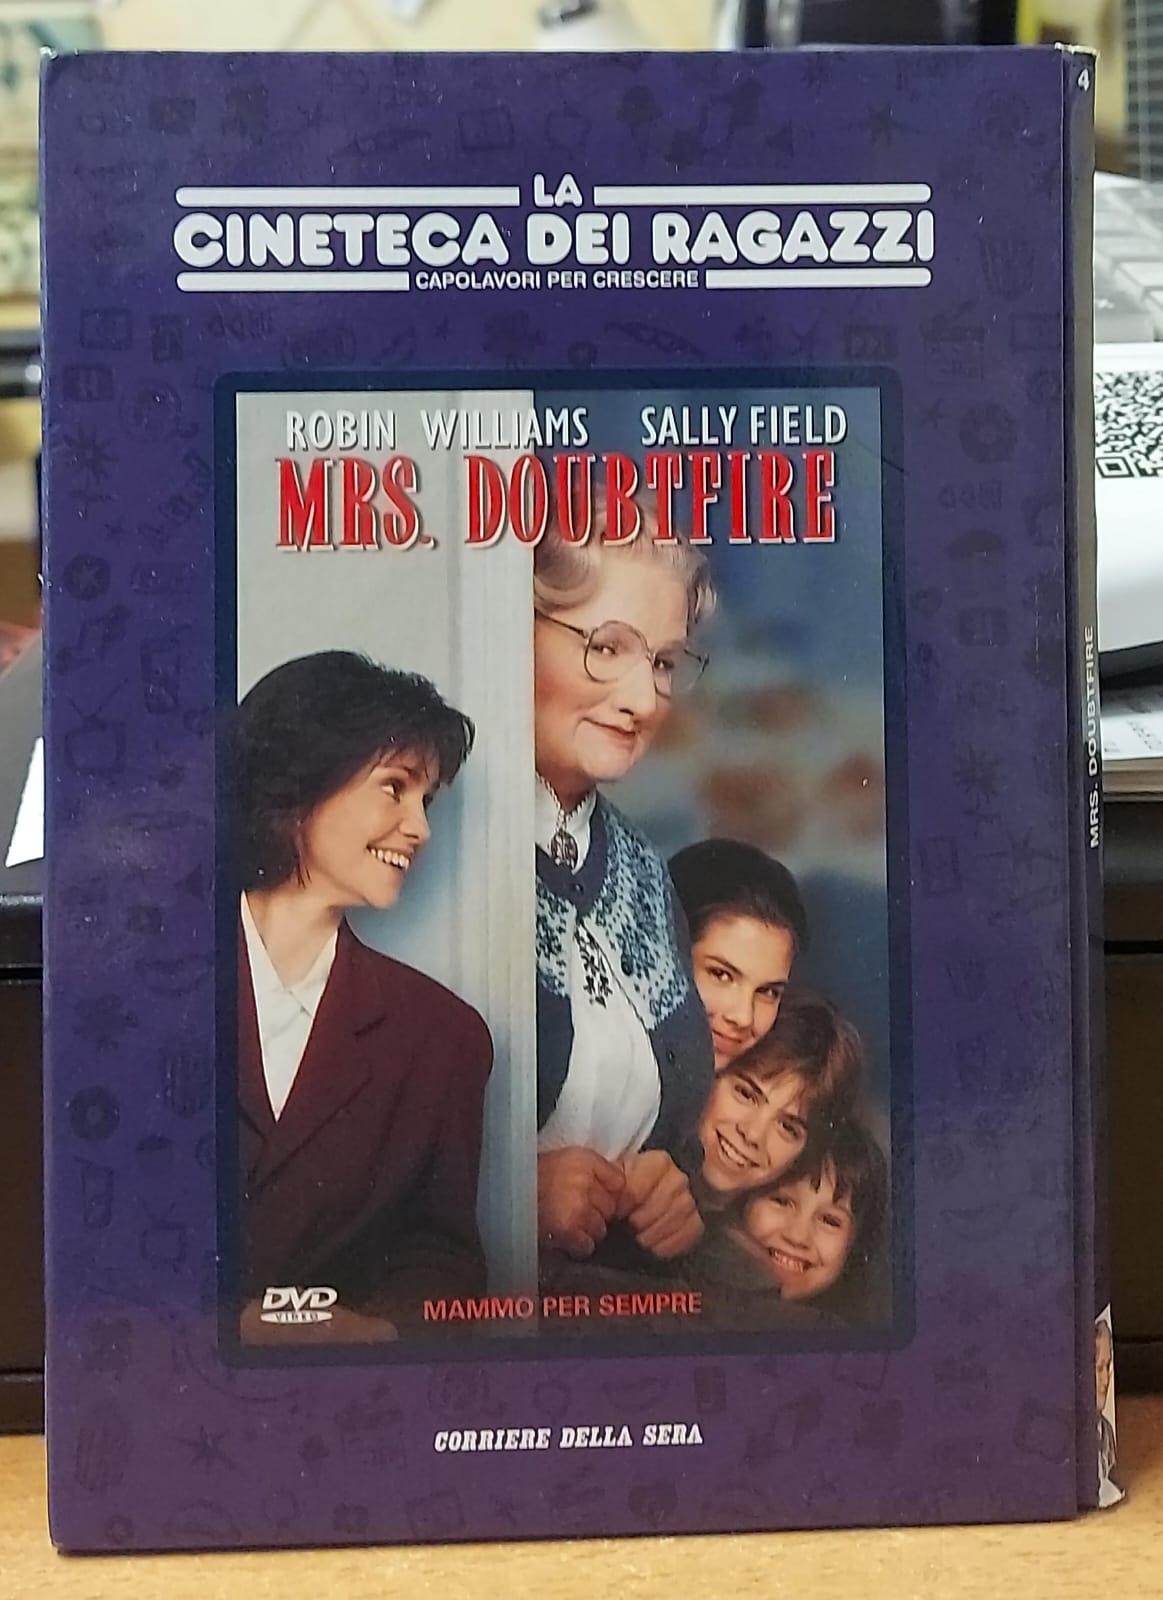 LA
CINETECA DEI RAGAZZI
CAPOLAVORI PER CRESCERE
ROBIN WILLIAMS SALLY FIELD
MRS. DOUBTFIRE
DVD
VIDEO
MAMMO PER SEMPRE
CORRIERE DELLA SERA
4
MRS. DOUBTFIRE